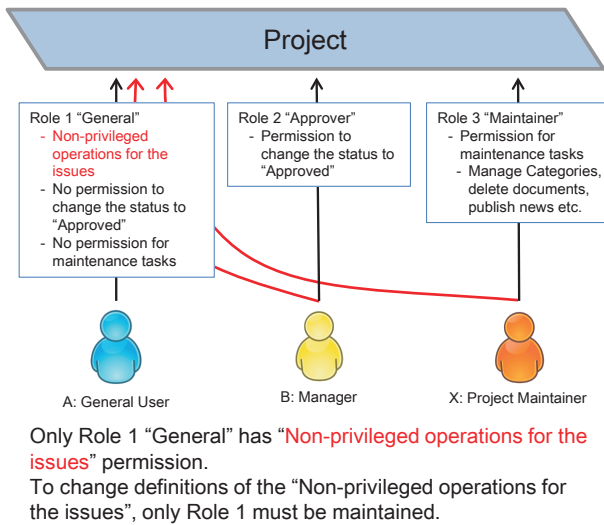 Project
Role 1 “General”
- Non-privileged
operations for the
issues
- No permission to
change the status to
“Approved”
- No permission for
maintenance tasks
Role 2 “Approver”
- Permission to
change the status to
“Approved”
Role 3 “Maintainer”
- Permission for
maintenance tasks
- Manage Categories,
delete documents,
publish news etc.
A: General User
B: Manager
X: Project Maintainer
Only Role 1 “General” has “Non-privileged operations for the
issues” permission.
To change definitions of the “Non-privileged operations for
the issues”, only Role 1 must be maintained.